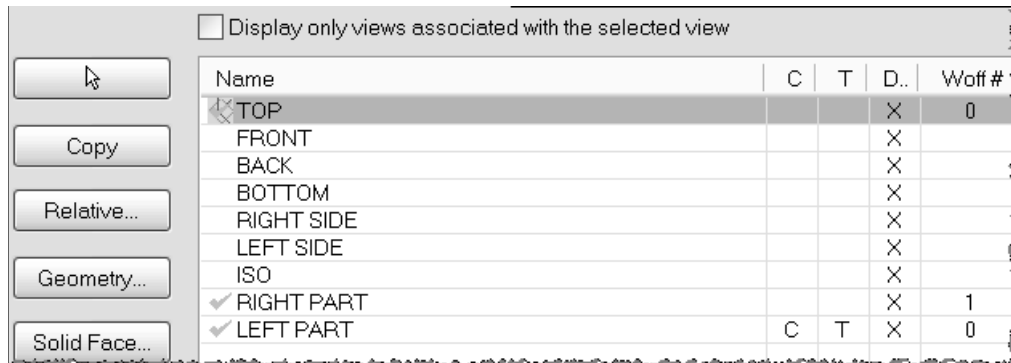 Display only views associated with the selected view
Name C T D.. Woff #
TOP X 0
Copy
FRONT X
BACK X
BOTTOM X
Relative...
RIGHT SIDE X
LEFT SIDE X
Geometry...
ISO X
RIGHT PART X 1
Solid Face...
LEFT PART C T X 0